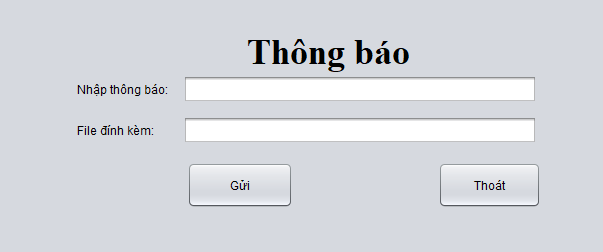 Thông báo
Nhập thông báo:
File đính kèm:
Gửi Thoát